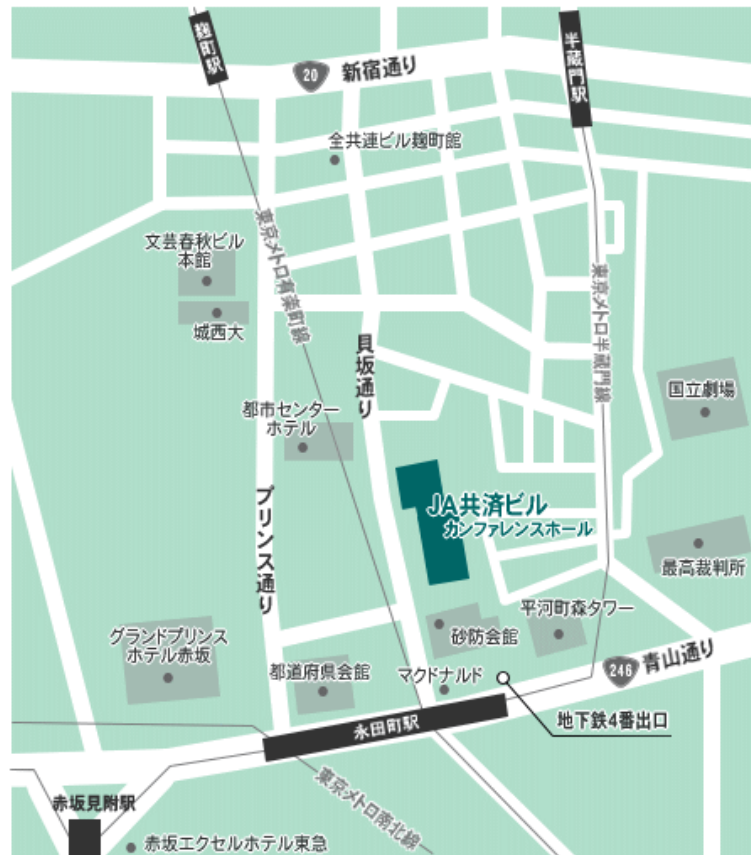 麹町駅
20
新宿通り
半蔵門駅
全共連ビル麹町館
文芸春秋ビル
本館
城西大
東京メトロ有楽町線
貝坂通り
東京メトロ半蔵門線
国立劇場
都市センター
ホテル
プリンス通り
JA共済ビル
カンファレンスホール
最高裁判所
グランドプリンス
ホテル赤坂
都道府県会館
砂防会館
平河町森タワー
マクドナルド
246
青山通り
地下鉄4番出口
永田町駅
東京メトロ南北線
赤坂見附駅
赤坂エクセルホテル東急